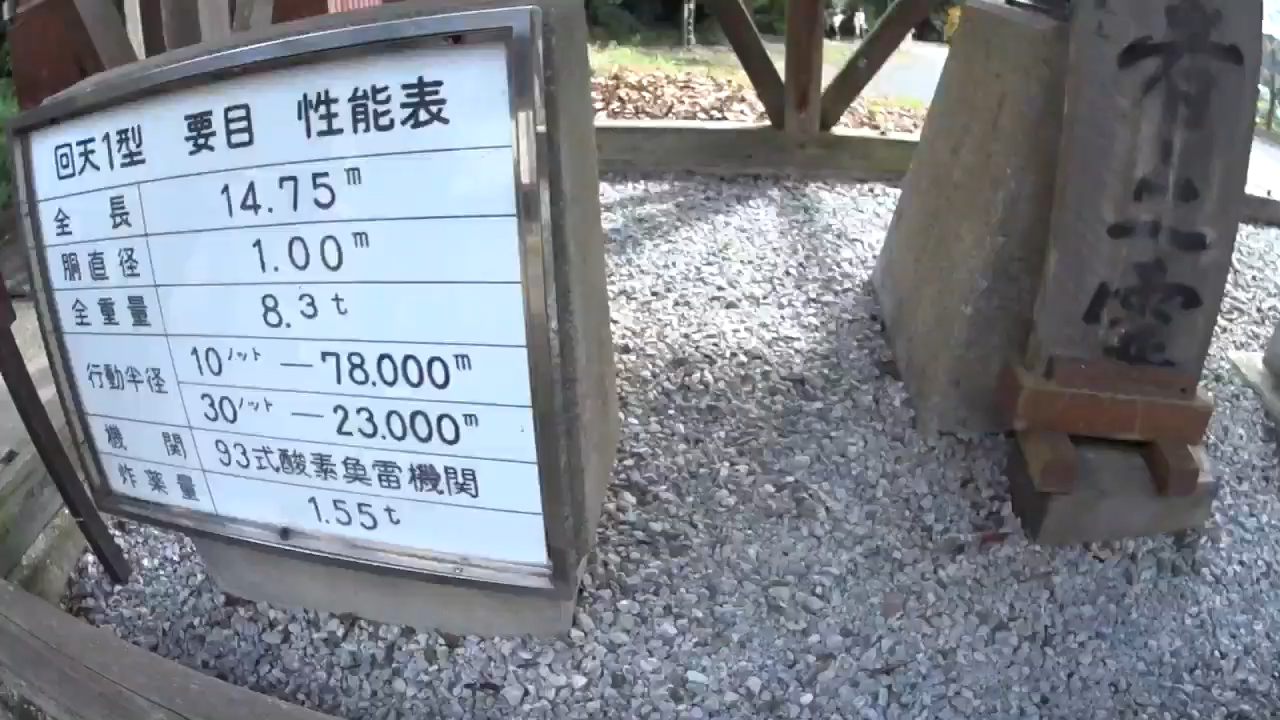 回天1型 要目 性能表
全長 14.75m
胴直径 1.00m
全重量 8.3t
行動半径 10ノット―78.000m
30ノット―23.000m
機関 93式酸素魚雷機関
炸薬量 1.55t
霊